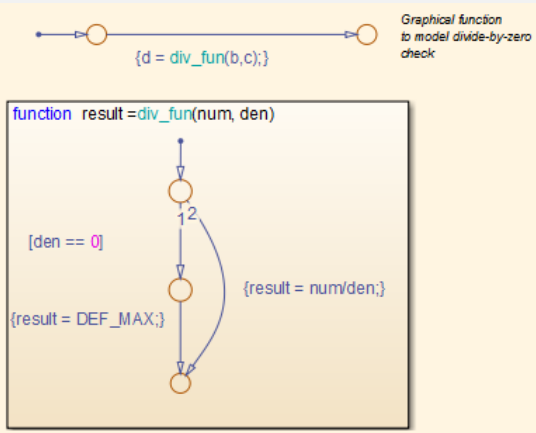 Graphical function
to model divide-by-zero
check
{d = div_fun(b,c);}
function result =div_fun(num, den)
1 2
[den == 0]
{result = num/den;}
{result = DEF_MAX;}